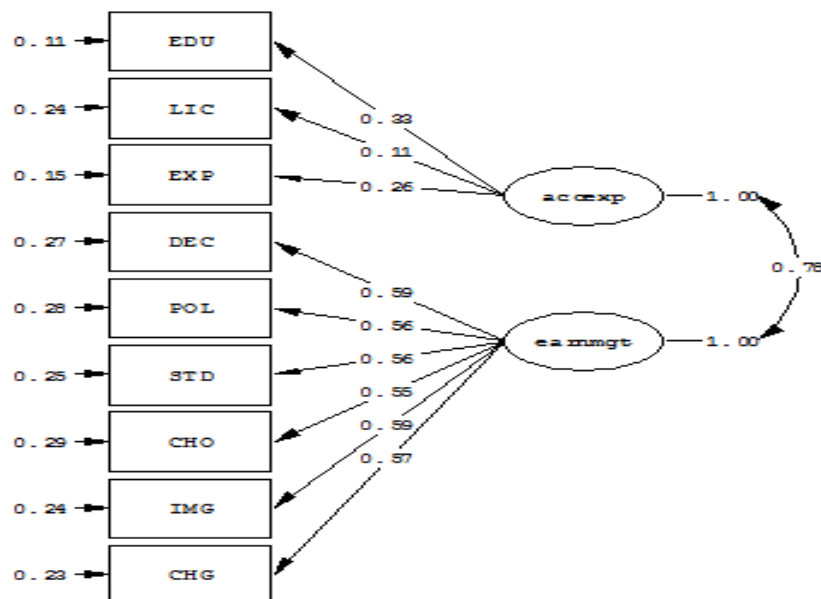 0.11 EDU
0.24 LIC
0.33
0.11
0.15 EXP
0.26
accexp 1.00
0.27 DEC
0.78
0.28 POL
0.59
0.56
earnmgt 1.00
0.25 STD
0.56
0.55
0.29 CHO
0.59
0.57
0.24 IMG
0.23 CHG